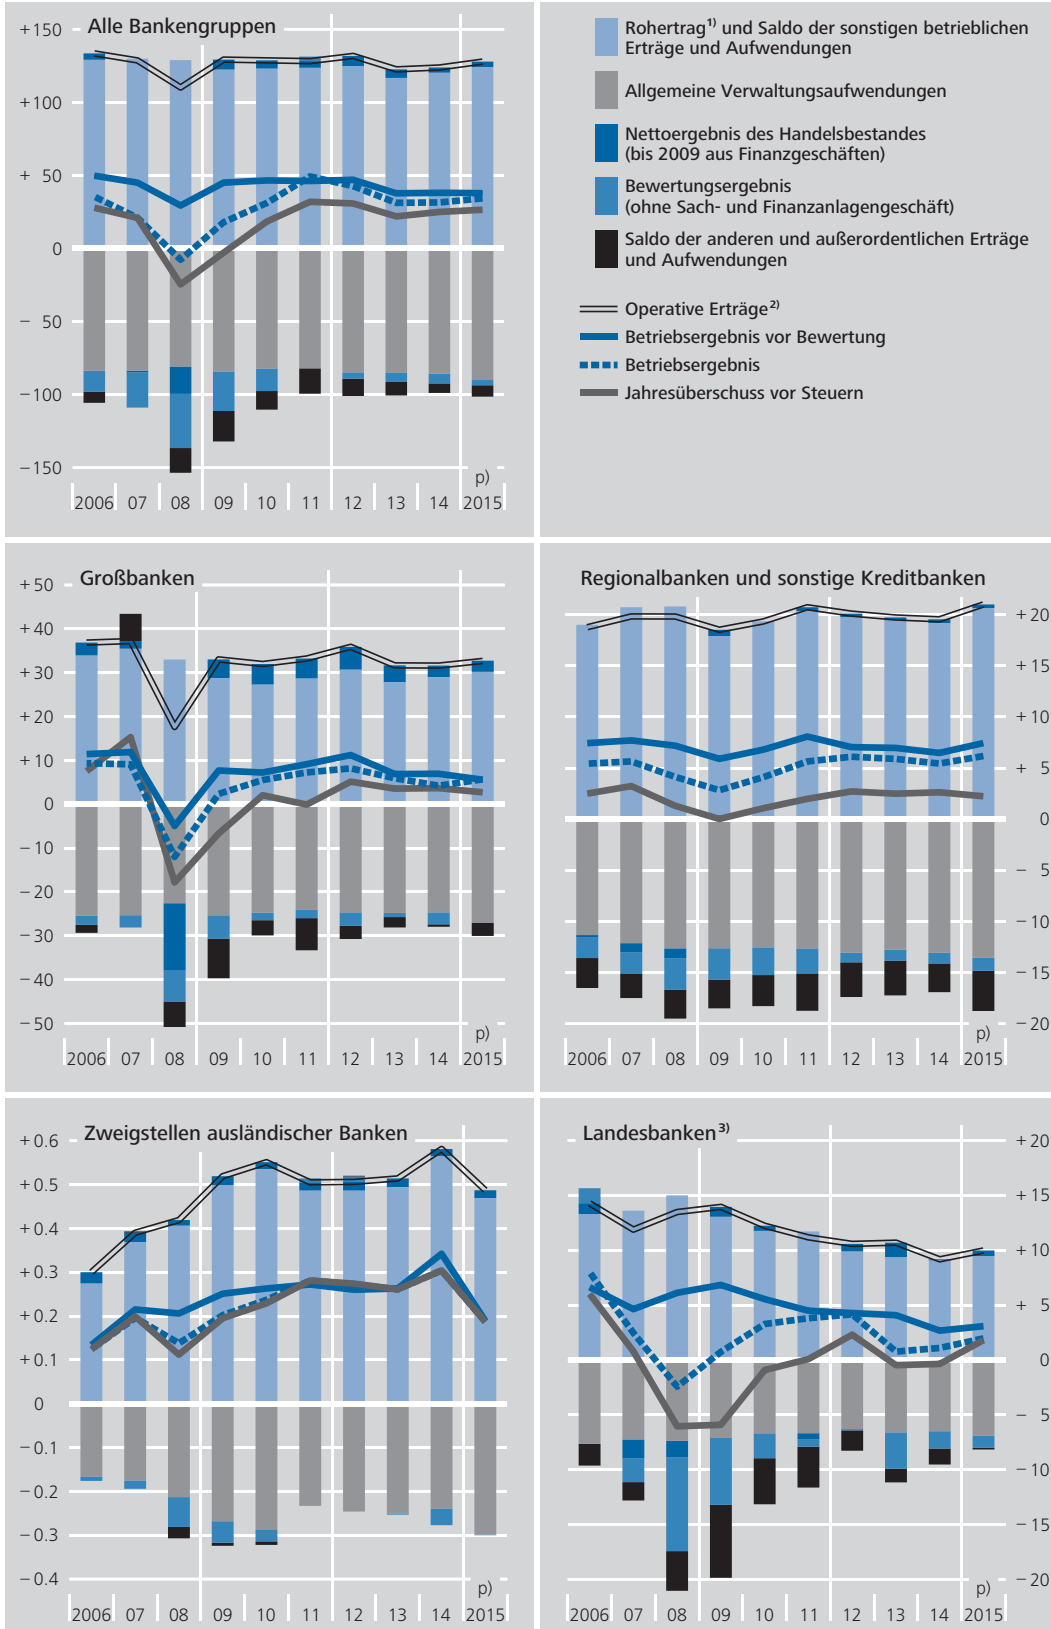 Alle Bankengruppen
+150
+100
+ 50
0
− 50
−100
−150
p)
2006 07 08 09 10 11 12 13 14 2015
Rohertrag1) und Saldo der sonstigen betrieblichen
Erträge und Aufwendungen
Allgemeine Verwaltungsaufwendungen
Nettoergebnis des Handelsbestandes
(bis 2009 aus Finanzgeschäften)
Bewertungsergebnis
(ohne Sach- und Finanzanlagengeschäft)
Saldo der anderen und außerordentlichen Erträge
und Aufwendungen
Operative Erträge2)
Betriebsergebnis vor Bewertung
Betriebsergebnis
Jahresüberschuss vor Steuern
Großbanken
+50
+40
+30
+20
+10
0
−10
−20
−30
−40
−50
p)
2006 07 08 09 10 11 12 13 14 2015
Regionalbanken und sonstige Kreditbanken
+20
+15
+10
+ 5
0
− 5
−10
−15
−20
p)
2006 07 08 09 10 11 12 13 14 2015
Zweigstellen ausländischer Banken
+0.6
+0.5
+0.4
+0.3
+0.2
+0.1
0
−0.1
−0.2
−0.3
−0.4
p)
2006 07 08 09 10 11 12 13 14 2015
Landesbanken3)
+20
+15
+10
+ 5
0
− 5
−10
−15
−20
p)
2006 07 08 09 10 11 12 13 14 2015